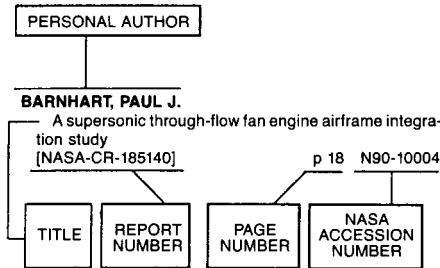 PERSONAL AUTHOR
BARNHART, PAUL J.
A supersonic through-flow fan engine airframe integra-
tion study
[NASA-CR-185140] p 18 N90-10004
TITLE
REPORT
NUMBER
PAGE
NUMBER
NASA
ACCESSION
NUMBER